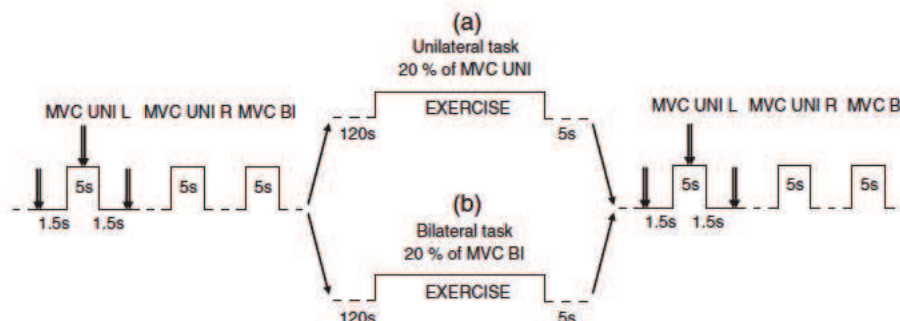 (a)
Unilateral task
20 % of MVC UNI
MVC UNI L MVC UNI R MVC BI
EXERCISE
MVC UNI L MVC UNI R MVC B
120s
5s
5s
5s
5s
5s
5s
5s
1.5s
1.5s
1.5s
1.5s
(b)
Bilateral task
20 % of MVC BI
EXERCISE
120s
5s